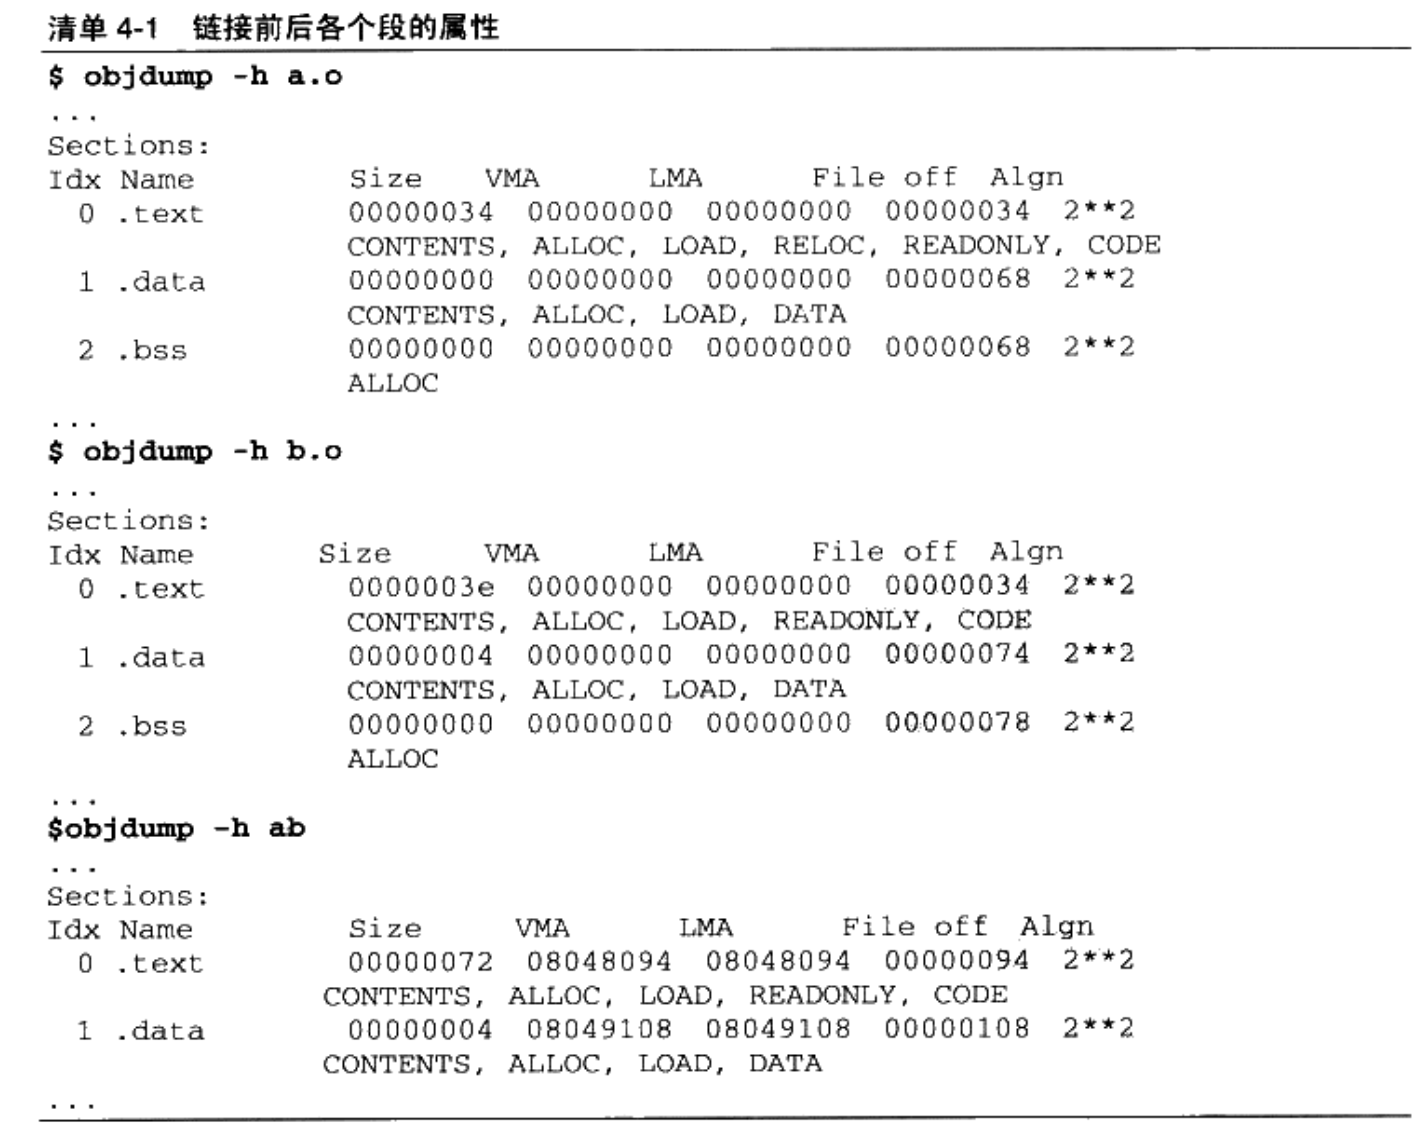 清单 4-1 链接前后各个段的属性
$ objdump -h a.o
...
Sections:
Idx Name Size VMA LMA File off Algn
0 .text 00000034 00000000 00000000 00000034 2**2
CONTENTS, ALLOC, LOAD, RELOC, READONLY, CODE
1 .data 00000000 00000000 00000000 00000068 2**2
CONTENTS, ALLOC, LOAD, DATA
2 .bss 00000000 00000000 00000000 00000068 2**2
ALLOC
...
$ objdump -h b.o
...
Sections:
Idx Name Size VMA LMA File off Algn
0 .text 0000003e 00000000 00000000 00000034 2**2
CONTENTS, ALLOC, LOAD, READONLY, CODE
1 .data 00000004 00000000 00000000 00000074 2**2
CONTENTS, ALLOC, LOAD, DATA
2 .bss 00000000 00000000 00000000 00000078 2**2
ALLOC
...
$objdump -h ab
...
Sections:
Idx Name Size VMA LMA File off Algn
0 .text 00000072 08048094 08048094 00000094 2**2
CONTENTS, ALLOC, LOAD, READONLY, CODE
1 .data 00000004 08049108 08049108 00000108 2**2
CONTENTS, ALLOC, LOAD, DATA
...